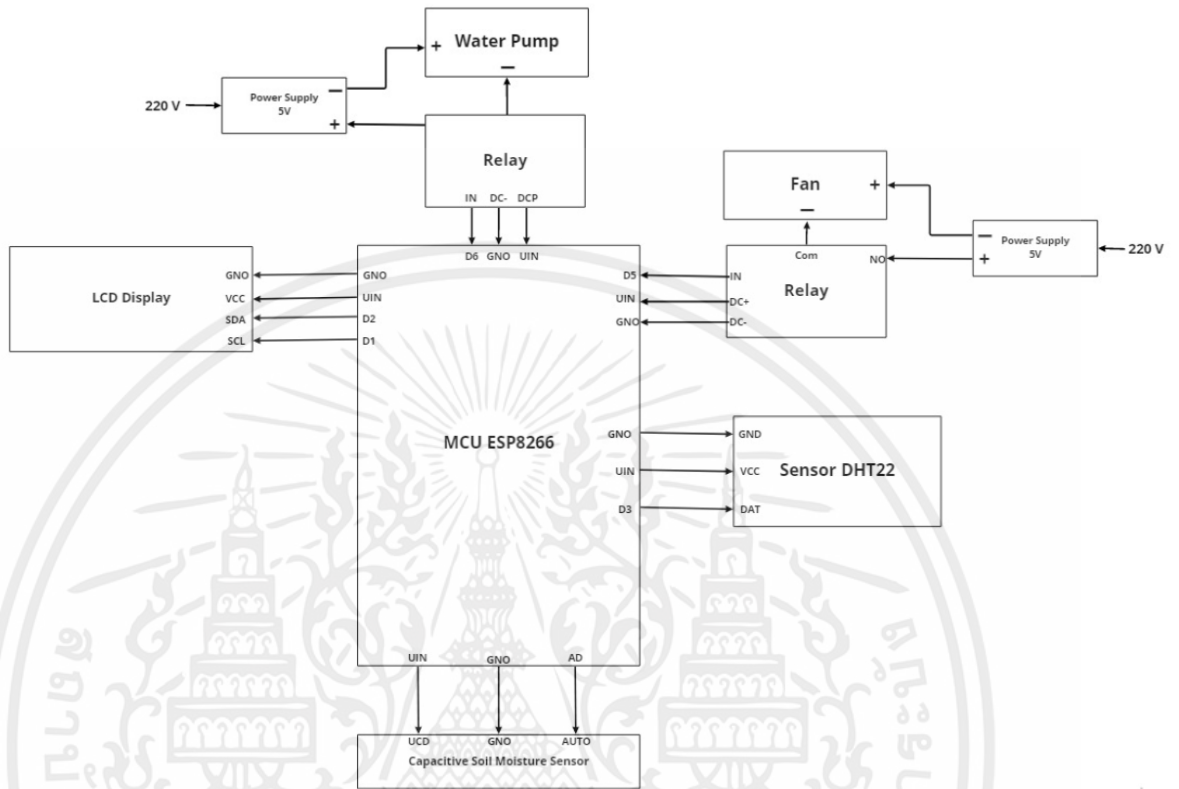 Water Pump
+
—
220 V
Power Supply
5V
—
+
Relay
IN DC- DCP
D6 GNO UIN
Fan
+
—
Power Supply
5V
—
+
220 V
Com
NO
Relay
IN
DC+
DC-
D5
UIN
GNO
LCD Display
GNO
VCC
SDA
SCL
GNO
UIN
D2
D1
MCU ESP8266
GNO
UIN
D3
GND
VCC
DAT
Sensor DHT22
UIN GNO AD
UCD GNO AUTO
Capacitive Soil Moisture Sensor